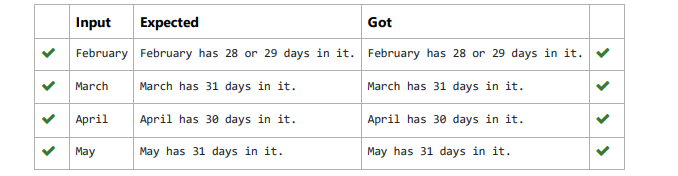 Input Expected Got
February February has 28 or 29 days in it. February has 28 or 29 days in it.
March March has 31 days in it. March has 31 days in it.
April April has 30 days in it. April has 30 days in it.
May May has 31 days in it. May has 31 days in it.